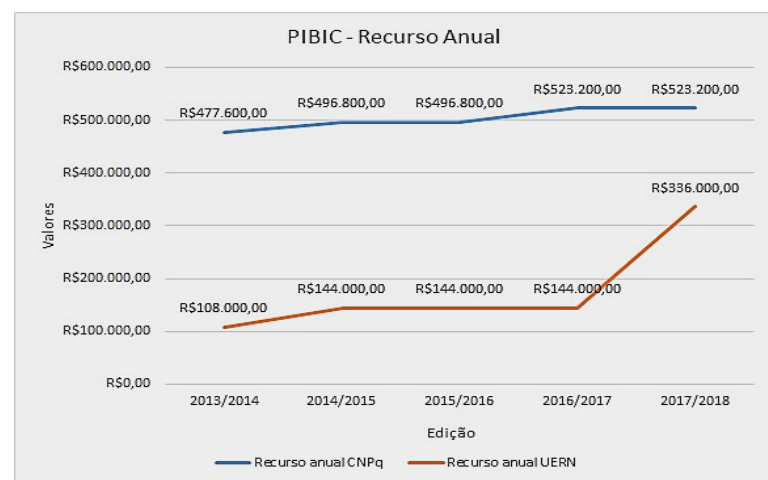 PIBIC - Recurso Anual
R$600.000,00
R$500.000,00
R$400.000,00
R$300.000,00
R$200.000,00
R$100.000,00
R$0,00
Valores
R$477.600,00
R$496.800,00
R$496.800,00
R$523.200,00
R$523.200,00
R$108.000,00
R$144.000,00
R$144.000,00
R$144.000,00
R$336.000,00
2013/2014
2014/2015
2015/2016
2016/2017
2017/2018
Edição
Recurso anual CNPq
Recurso anual UERN